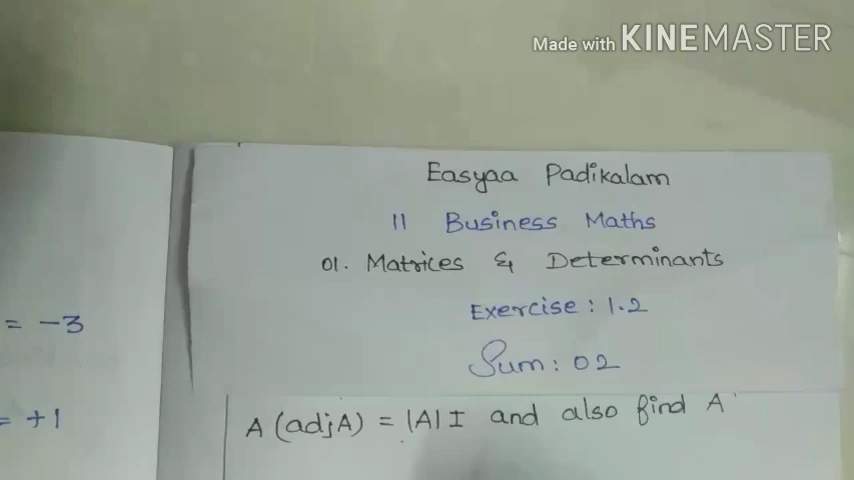 Made with KINEMASTER
Easyaa Padikalam
11 Business Maths
01. Matrices & Determinants
Exercise: 1.2
Sum: 02
= -3
= +1
A (adjA) = |A| I and also find A